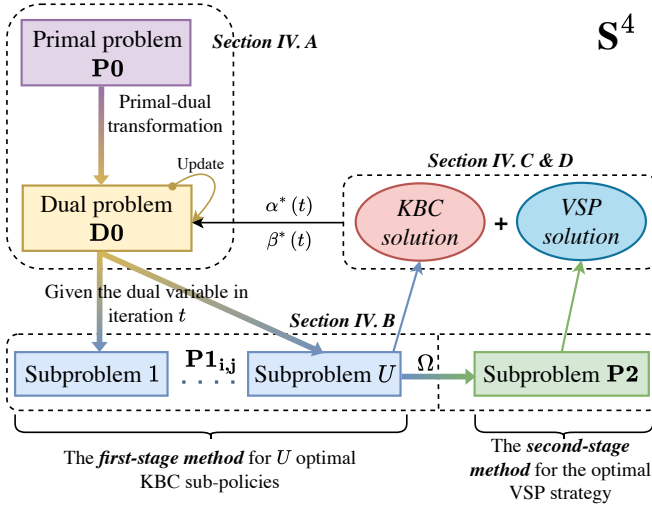 Primal problem
P0
Section IV. A
S^4
Primal-dual
transformation
Update
Section IV. C & D
Dual problem
D0
α* (t)
β* (t)
KBC
solution
+
VSP
solution
Given the dual variable in
iteration t
Section IV. B
Subproblem 1
P1_{i,j}
. . . . .
Subproblem U
Ω
Subproblem P2
The first-stage method for U optimal
KBC sub-policies
The second-stage
method for the optimal
VSP strategy